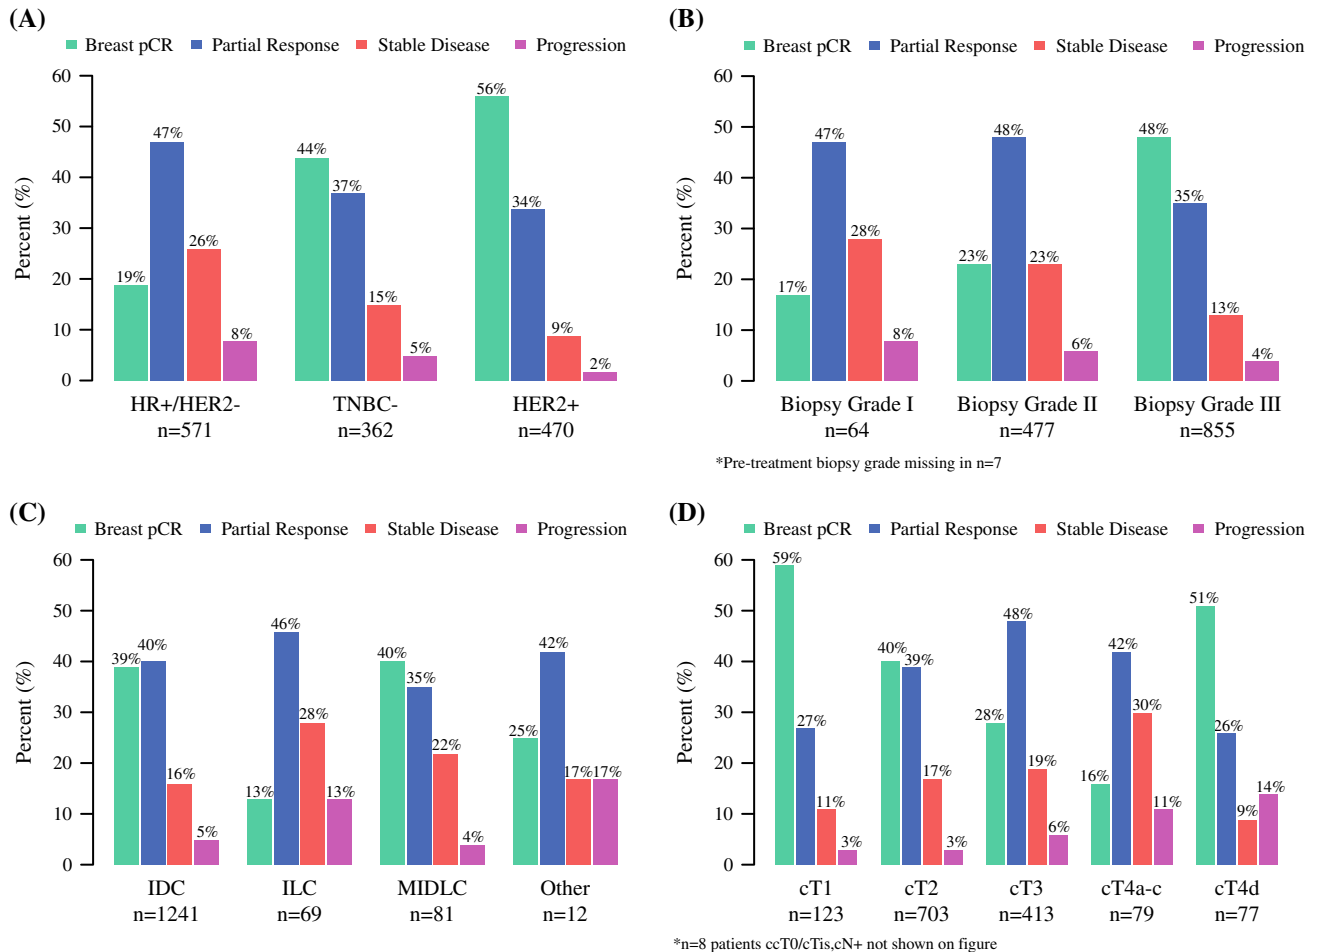 (A)
Breast pCR Partial Response Stable Disease Progression
Percent (%)
60
50
40
30
20
10
0
19% 47% 26% 8%
44% 37% 15% 5%
56% 34% 9% 2%
HR+/HER2- TNBC- HER2+
n=571 n=362 n=470
(B)
Breast pCR Partial Response Stable Disease Progression
Percent (%)
60
50
40
30
20
10
0
17% 47% 28% 8%
23% 48% 23% 6%
48% 35% 13% 4%
Biopsy Grade I Biopsy Grade II Biopsy Grade III
n=64 n=477 n=855
*Pre-treatment biopsy grade missing in n=7
(C)
Breast pCR Partial Response Stable Disease Progression
Percent (%)
60
50
40
30
20
10
0
39% 40% 16% 5%
13% 46% 28% 13%
40% 35% 22% 4%
25% 42% 17% 17%
IDC ILC MIDLC Other
n=1241 n=69 n=81 n=12
(D)
Breast pCR Partial Response Stable Disease Progression
Percent (%)
60
50
40
30
20
10
0
59% 27% 11% 3%
40% 39% 17% 3%
28% 48% 19% 6%
16% 42% 30% 11%
51% 26% 9% 14%
cT1 cT2 cT3 cT4a-c cT4d
n=123 n=703 n=413 n=79 n=77
*n=8 patients ccT0/cTis,cN+ not shown on figure